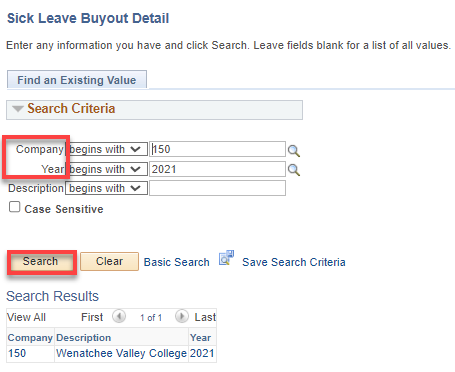 Sick Leave Buyout Detail
Enter any information you have and click Search. Leave fields blank for a list of all values.
Find an Existing Value
Search Criteria
Company begins with 150
Year begins with 2021
Description begins with
Case Sensitive
Search Clear Basic Search Save Search Criteria
Search Results
View All First 1 of 1 Last
Company Description Year
150 Wenatchee Valley College 2021